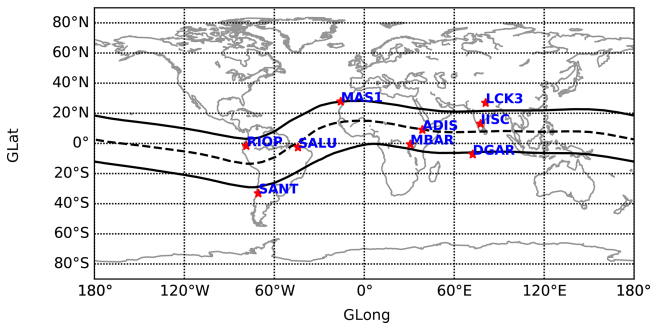 80°N
60°N
40°N
MAS1
LCK3
20°N
ADIS
IISC
GLat
0°
RIOP
SALU
MBAR
DGAR
20°S
SANT
40°S
60°S
80°S
180°
120°W
60°W
0°
60°E
120°E
180°
GLong